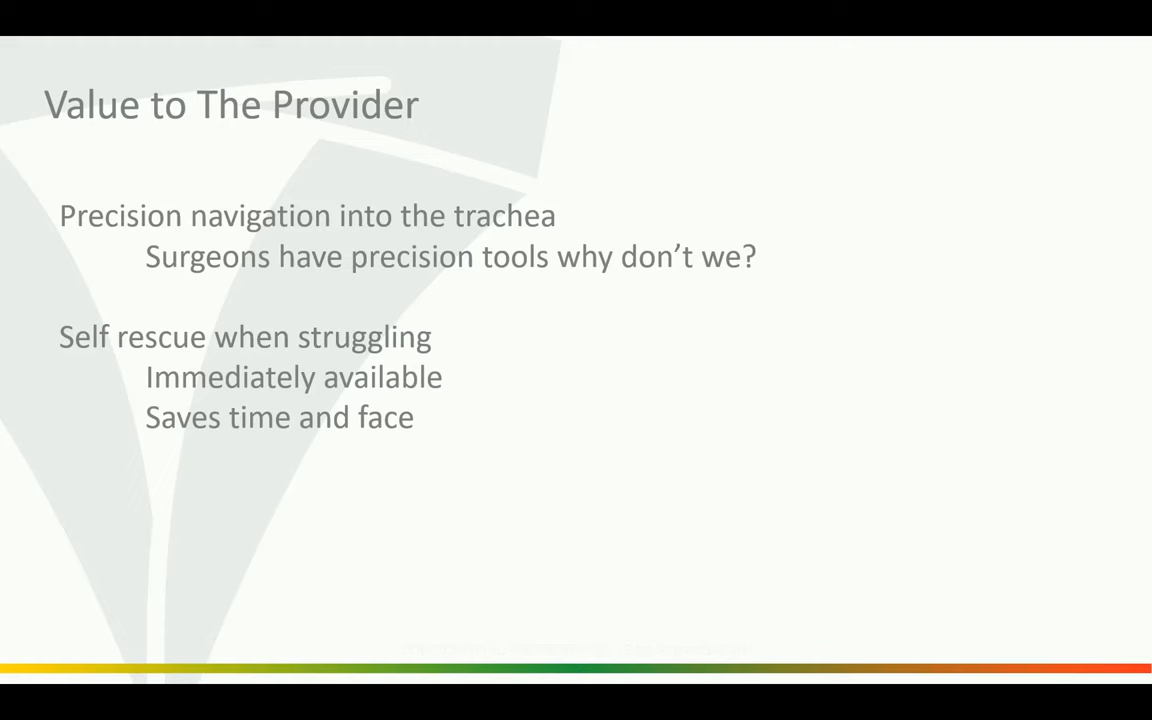 Value to The Provider
Precision navigation into the trachea
Surgeons have precision tools why don't we?
Self rescue when struggling
Immediately available
Saves time and face